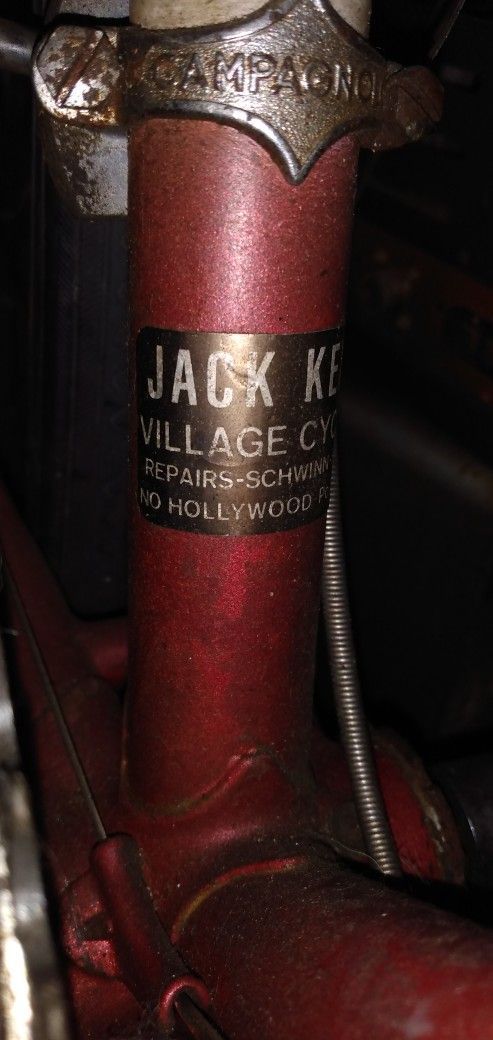 CAMPAGNOL
JACK KE
VILLAGE CYC
REPAIRS-SCHWINN
NO HOLLYWOOD P